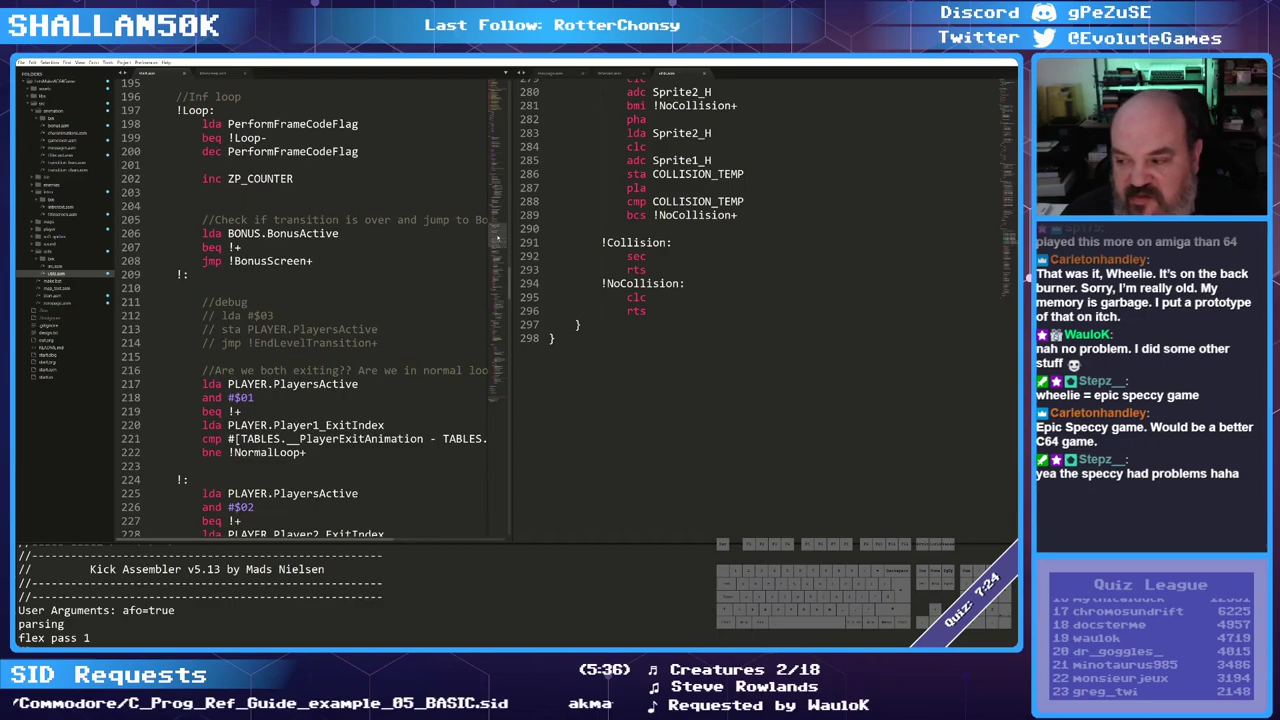 SHALLAN50K
Last Follow: RotterChonsy
Discord gPeZuSE
Twitter @EvoluteGames
FOLDERS
195
196 //Inf loop
197 !Loop:
198 lda PerformFrameCodeFlag
199 beq !Loop-
200 dec PerformFrameCodeFlag
201
202 inc ZP_COUNTER
203
204
205 //Check if transition is over and jump to Bo
206 lda BONUS.BonusActive
207 beq !+
208 jmp !BonusScreen+
209 !:
210
211 //debug
212 // lda #$03
213 // sta PLAYER.PlayersActive
214 // jmp !EndLevelTransition+
215
216 //Are we both exiting?? Are we in normal loo
217 lda PLAYER.PlayersActive
218 and #$01
219 beq !+
220 lda PLAYER.Player1_ExitIndex
221 cmp #[TABLES.__PlayerExitAnimation - TABLES.
222 bne !NormalLoop+
223
224 !:
225 lda PLAYER.PlayersActive
226 and #$02
227 beq !+
228 lda PLAYER.Player2_ExitIndex
279 clc
280 adc Sprite2_H
281 bmi !NoCollision+
282 pha
283 lda Sprite2_H
284 clc
285 adc Sprite1_H
286 sta COLLISION_TEMP
287 pla
288 cmp COLLISION_TEMP
289 bcs !NoCollision+
290
291 !Collision:
292 sec
293 rts
294 !NoCollision:
295 clc
296 rts
297 }
298 }
//------------------------------------------------------
// Kick Assembler v5.13 by Mads Nielsen
//------------------------------------------------------
User Arguments: afo=true
parsing
flex pass 1
Quiz: 7:24
played this more on amiga than 64
Carletonhandley:
That was it, Wheelie. It's on the back
burner. Sorry, I'm really old. My
memory is garbage. I put a prototype
of that on itch.
WauloK:
nah no problem. I did some other
stuff
Stepz__:
wheelie = epic speccy game
Carletonhandley:
Epic Speccy game. Would be a better
C64 game.
Stepz__:
yea the speccy had problems haha
Quiz League
17 chromosundrift 6225
18 docsterme 4957
19 waulok 4719
20 dr_goggles_ 4015
21 minotaurus985 3486
22 monsieurjeux 3194
23 greg_twi 2148
SID Requests
(5:36) Creatures 2/18
Steve Rowlands
Requested by WauloK
/Commodore/C_Prog_Ref_Guide_example_05_BASIC.sid
akma